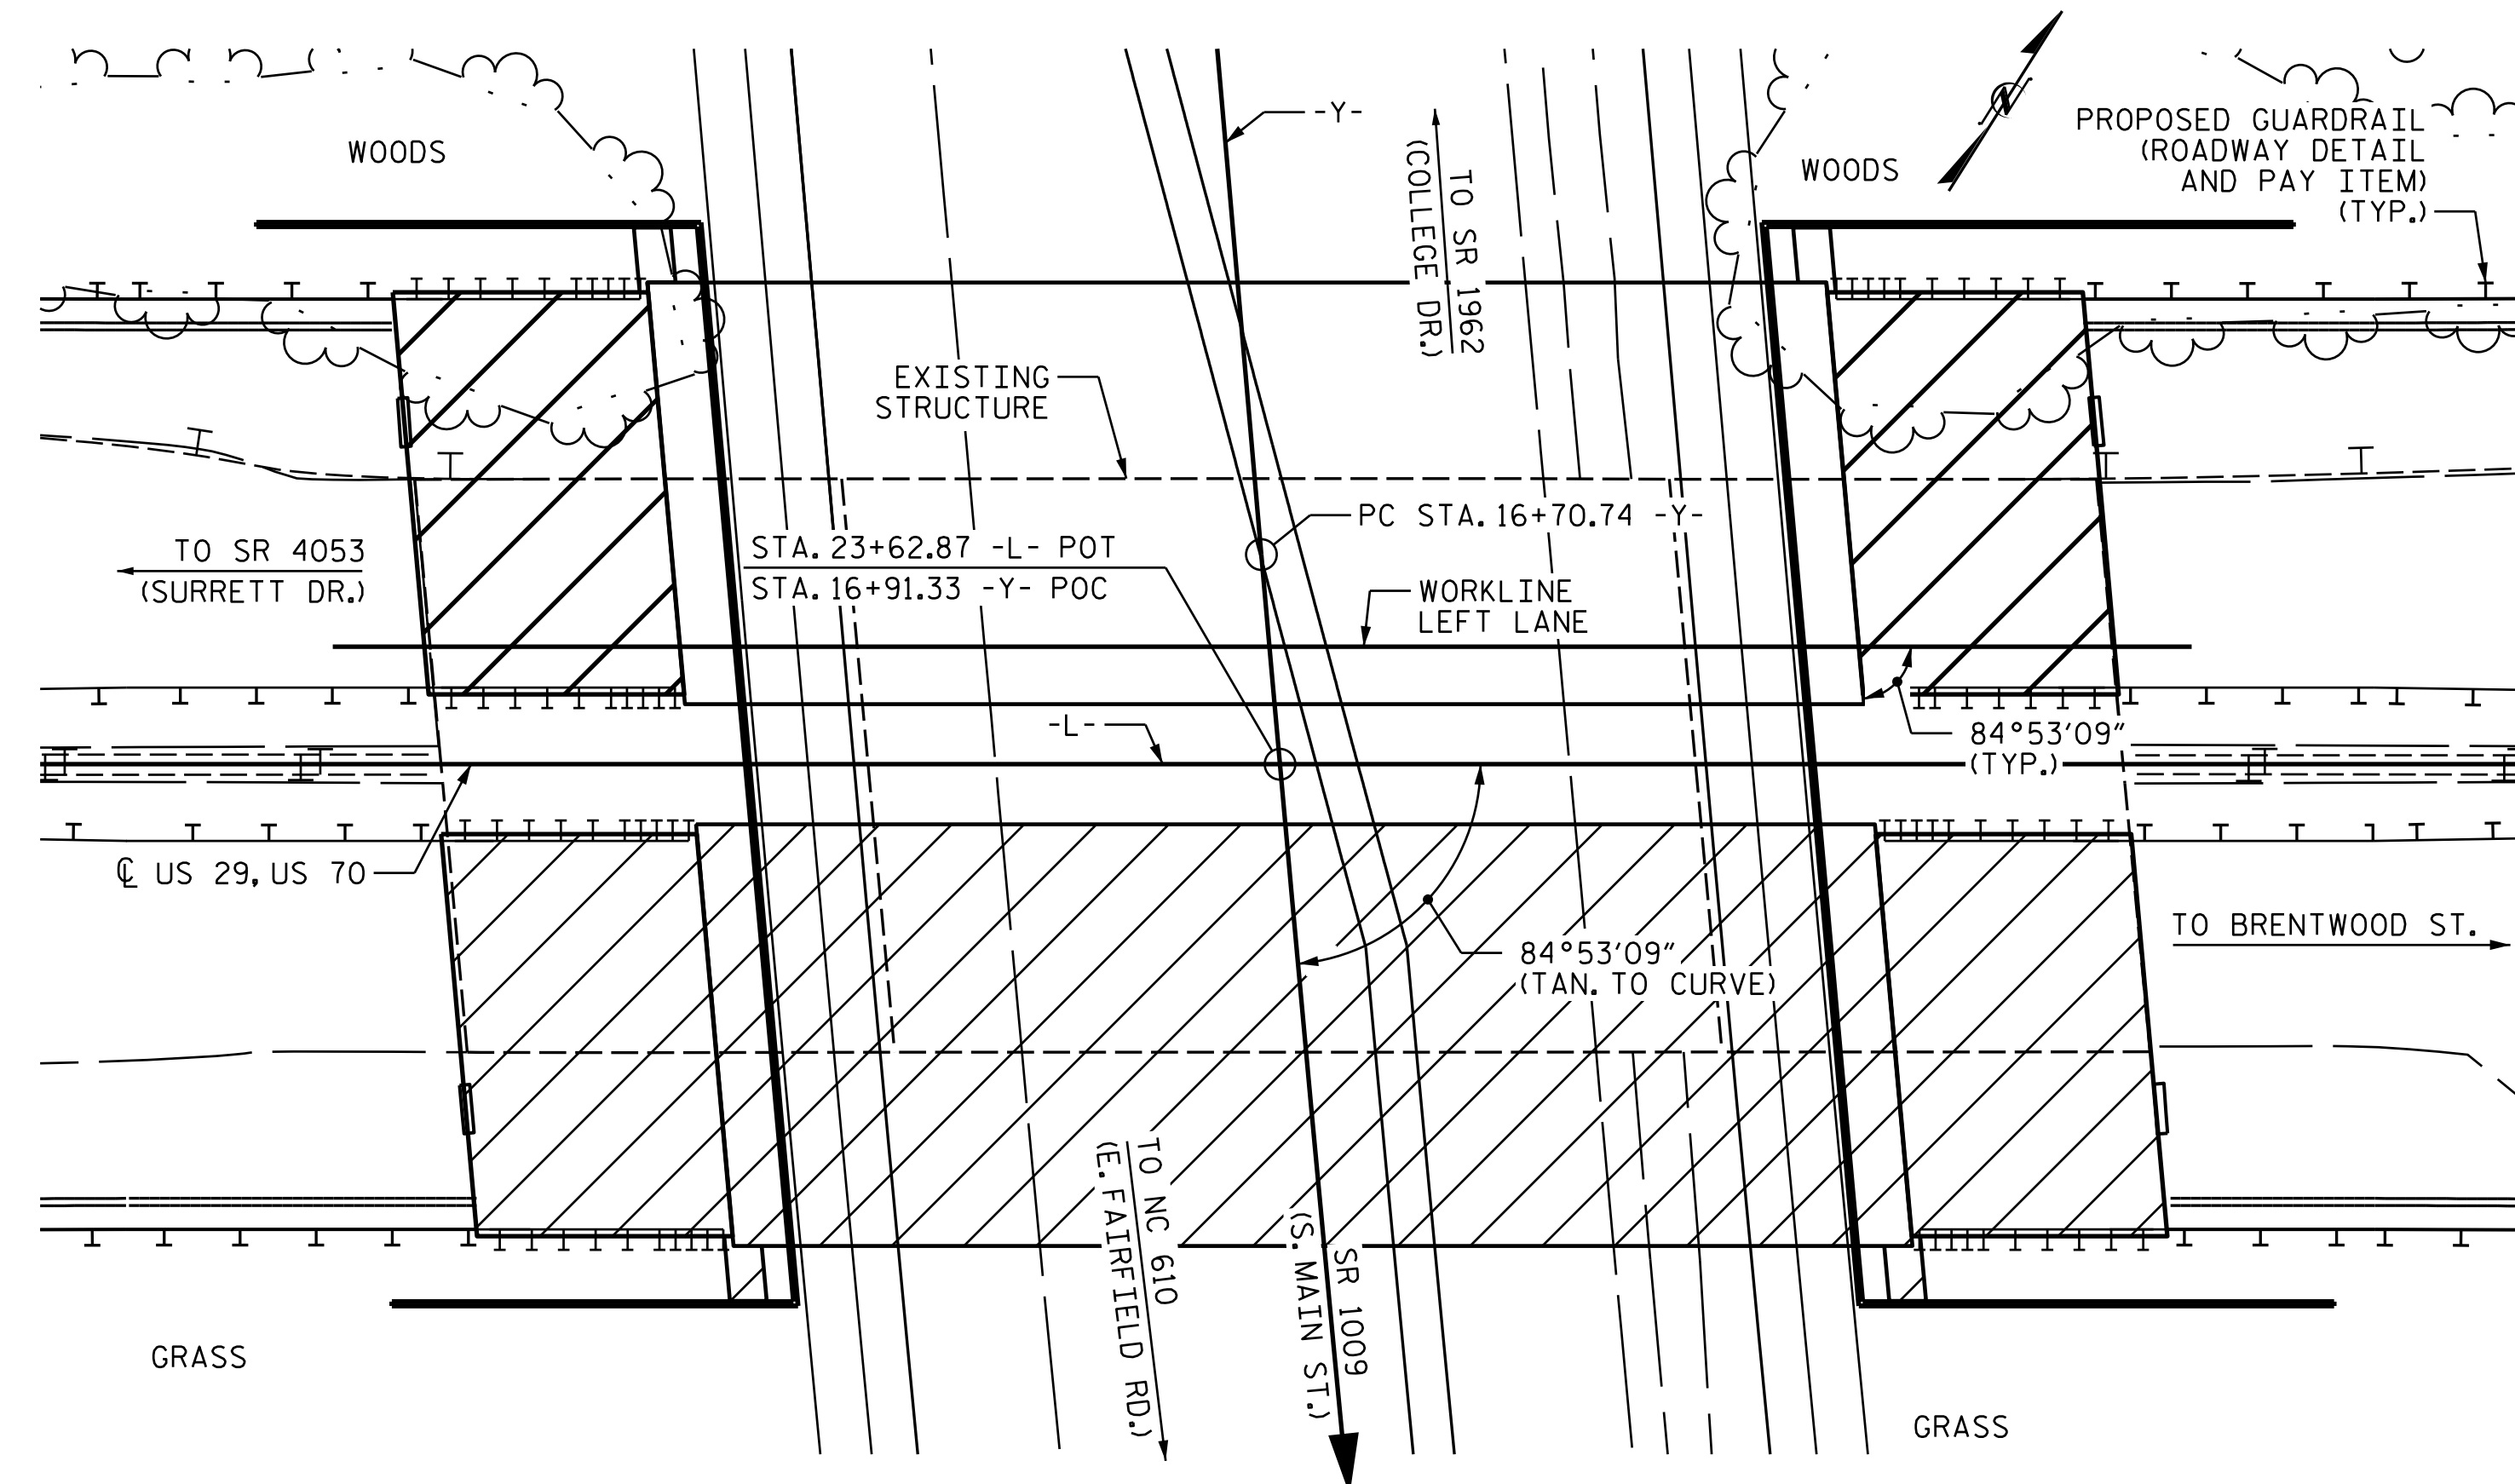 WOODS
-Y-
TO SR 1962
(COLLEGE DR.)
WOODS
N
PROPOSED GUARDRAIL
(ROADWAY DETAIL
AND PAY ITEM)
(TYP.)
EXISTING
STRUCTURE
PC STA. 16+70.74 -Y-
TO SR 4053
(SURRETT DR.)
STA. 23+62.87 -L- POT
STA. 16+91.33 -Y- POC
WORKLINE
LEFT LANE
-L-
84°53'09"
(TYP.)
℄ US 29, US 70
84°53'09"
(TAN. TO CURVE)
TO BRENTWOOD ST.
TO NC 610
(E. FAIRFIELD RD.)
SR 1009
(S. MAIN ST.)
GRASS
GRASS